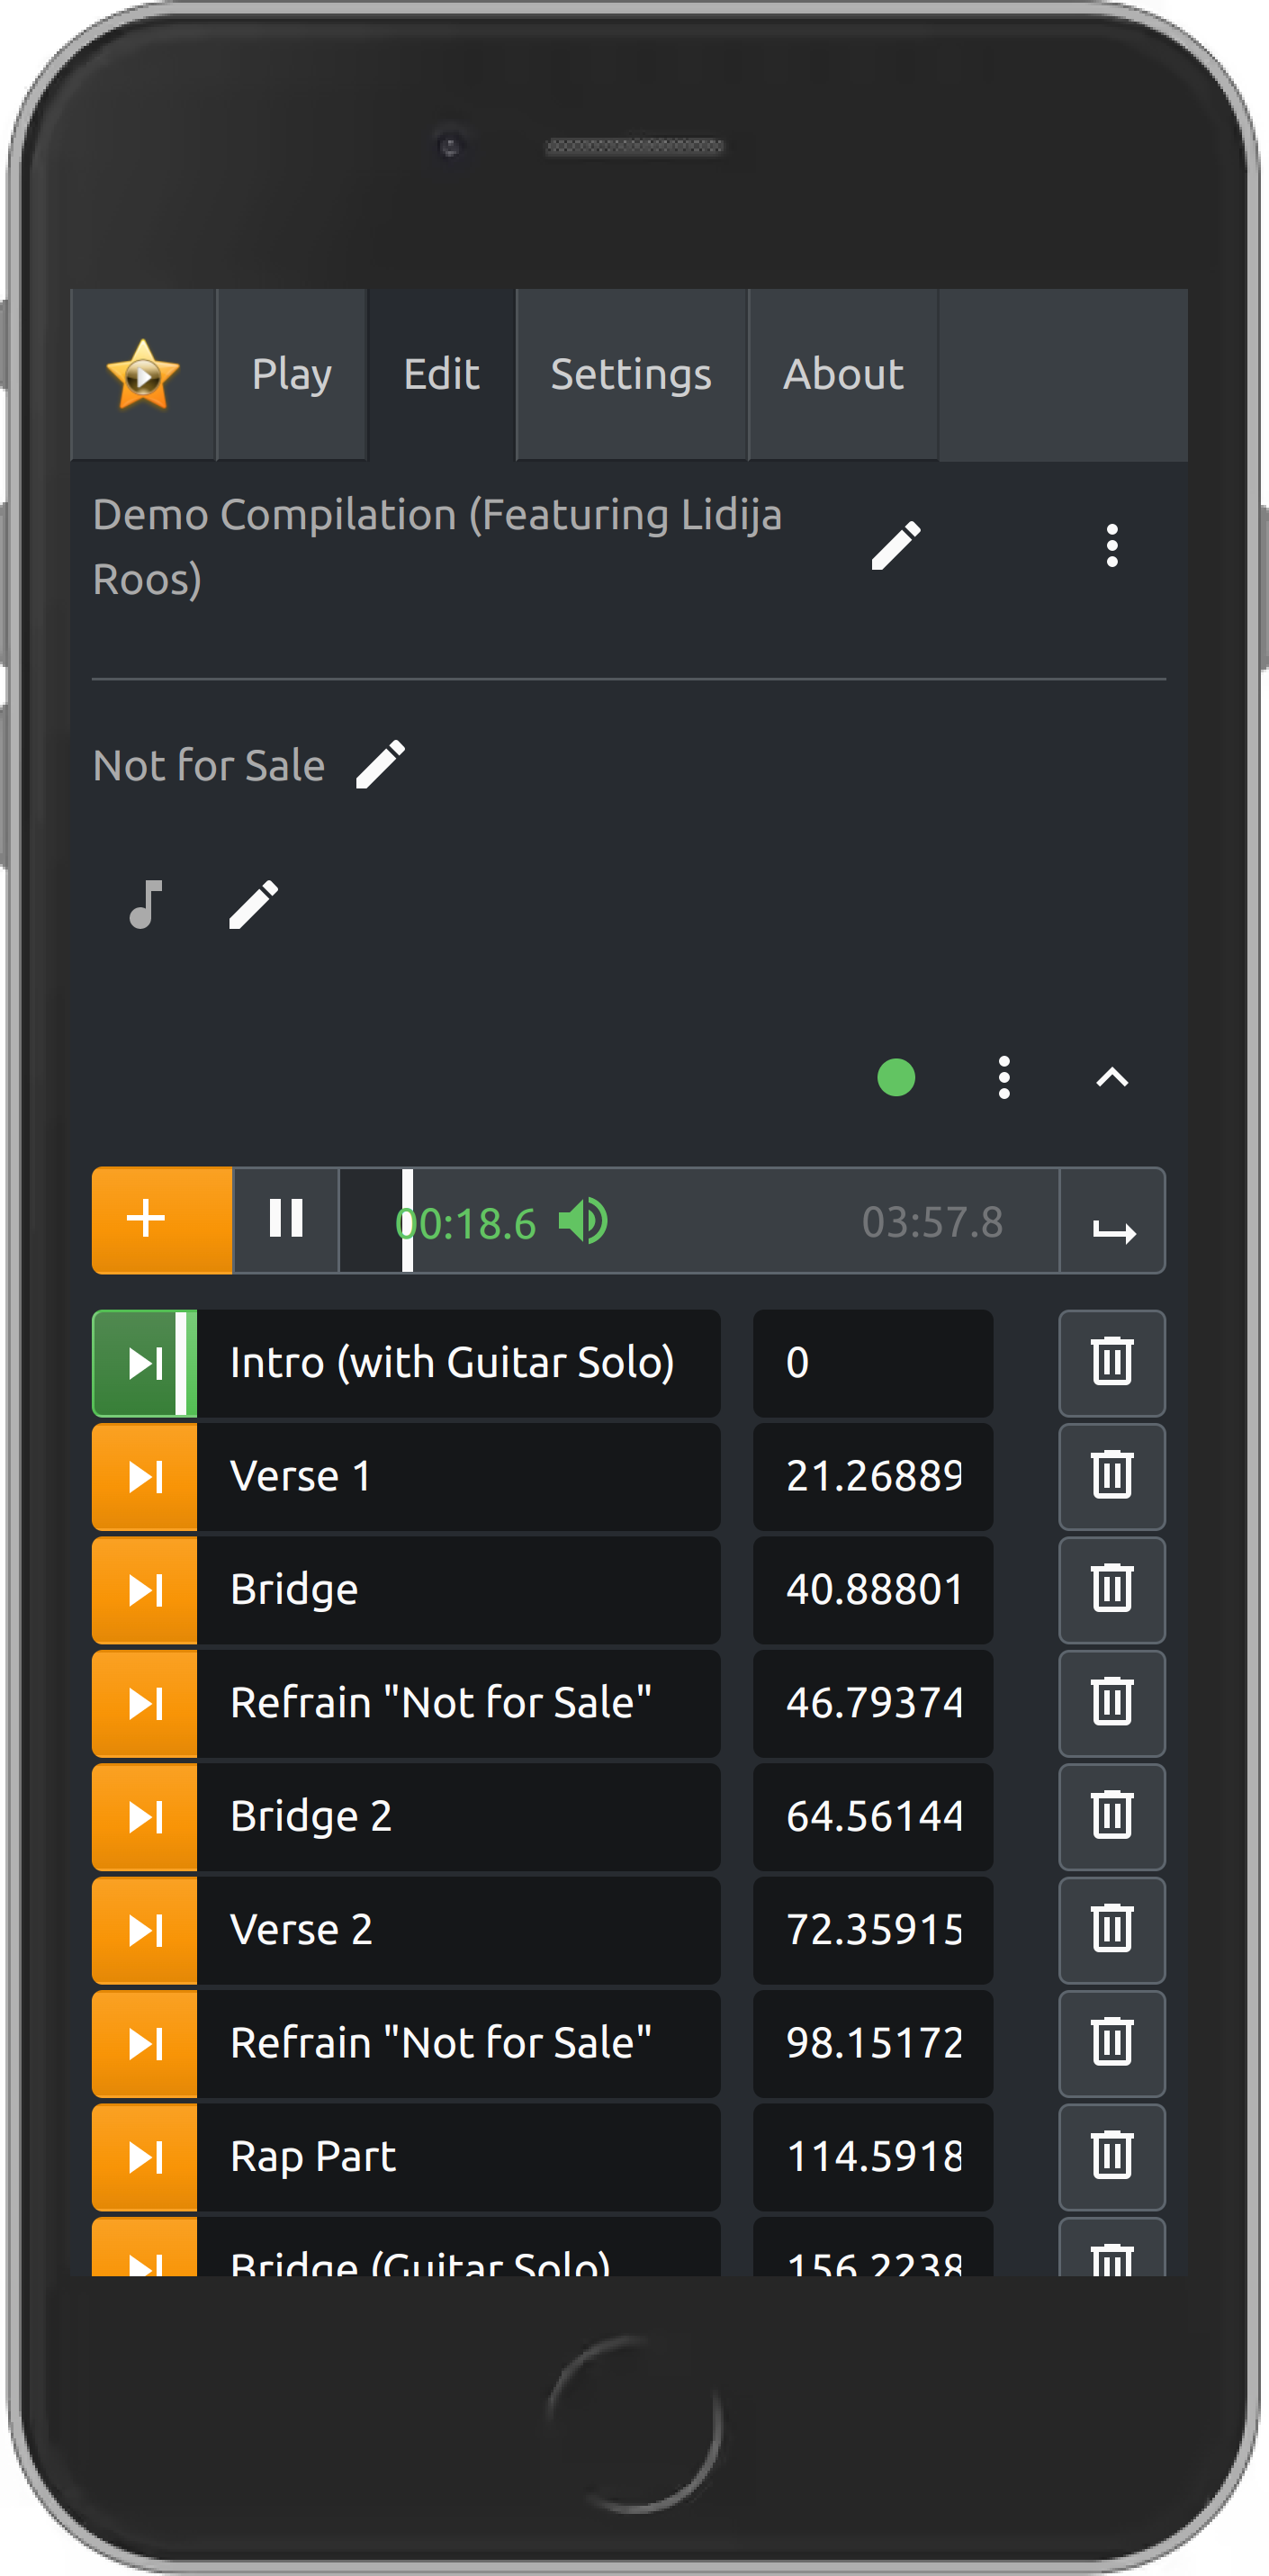 Play Edit Settings About
Demo Compilation (Featuring Lidija
Roos)
Not for Sale
00:18.6 03:57.8
Intro (with Guitar Solo) 0
Verse 1 21.26889
Bridge 40.88801
Refrain "Not for Sale" 46.79374
Bridge 2 64.56144
Verse 2 72.35915
Refrain "Not for Sale" 98.15172
Rap Part 114.5918
Bridge (Guitar Solo) 156.2238